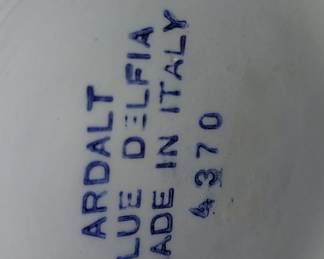 ARDALT
LUE DELFIA
ADE IN ITALY
4370